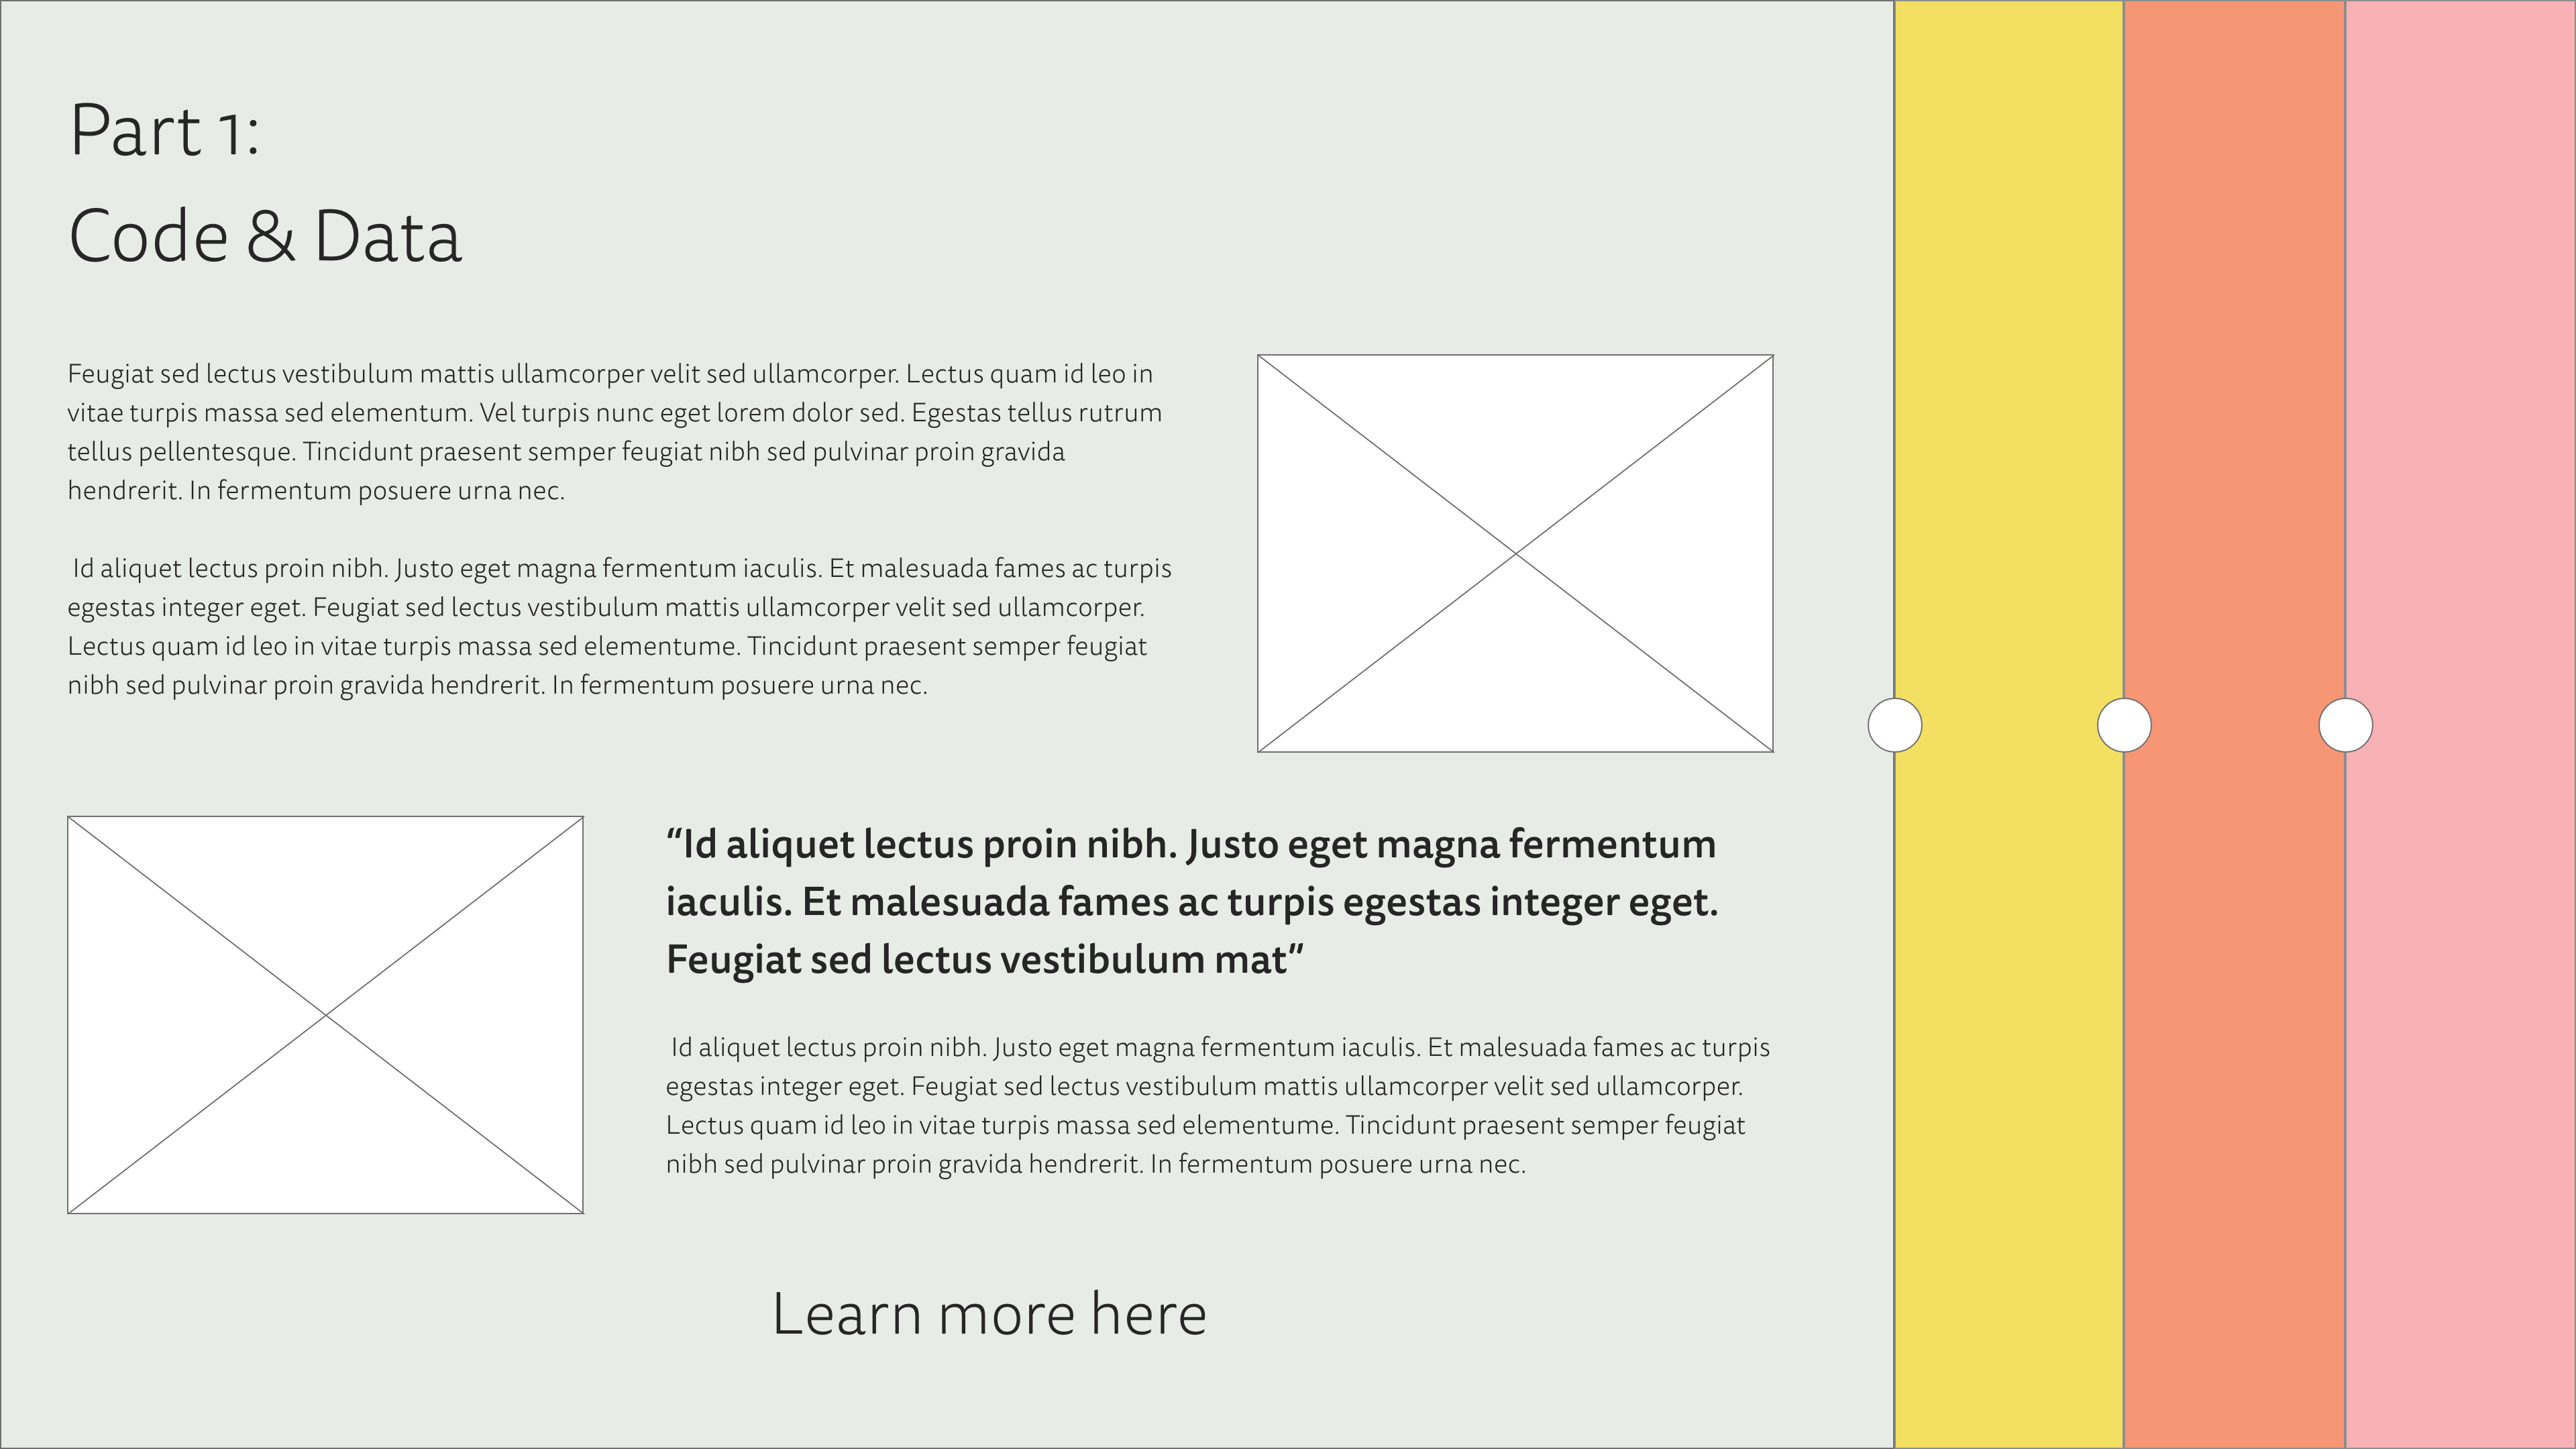 Part 1:
Code & Data
Feugiat sed lectus vestibulum mattis ullamcorper velit sed ullamcorper. Lectus quam id leo in
vitae turpis massa sed elementum. Vel turpis nunc eget lorem dolor sed. Egestas tellus rutrum
tellus pellentesque. Tincidunt praesent semper feugiat nibh sed pulvinar proin gravida
hendrerit. In fermentum posuere urna nec.
Id aliquet lectus proin nibh. Justo eget magna fermentum iaculis. Et malesuada fames ac turpis
egestas integer eget. Feugiat sed lectus vestibulum mattis ullamcorper velit sed ullamcorper.
Lectus quam id leo in vitae turpis massa sed elementume. Tincidunt praesent semper feugiat
nibh sed pulvinar proin gravida hendrerit. In fermentum posuere urna nec.
“Id aliquet lectus proin nibh. Justo eget magna fermentum
iaculis. Et malesuada fames ac turpis egestas integer eget.
Feugiat sed lectus vestibulum mat”
Id aliquet lectus proin nibh. Justo eget magna fermentum iaculis. Et malesuada fames ac turpis
egestas integer eget. Feugiat sed lectus vestibulum mattis ullamcorper velit sed ullamcorper.
Lectus quam id leo in vitae turpis massa sed elementume. Tincidunt praesent semper feugiat
nibh sed pulvinar proin gravida hendrerit. In fermentum posuere urna nec.
Learn more here